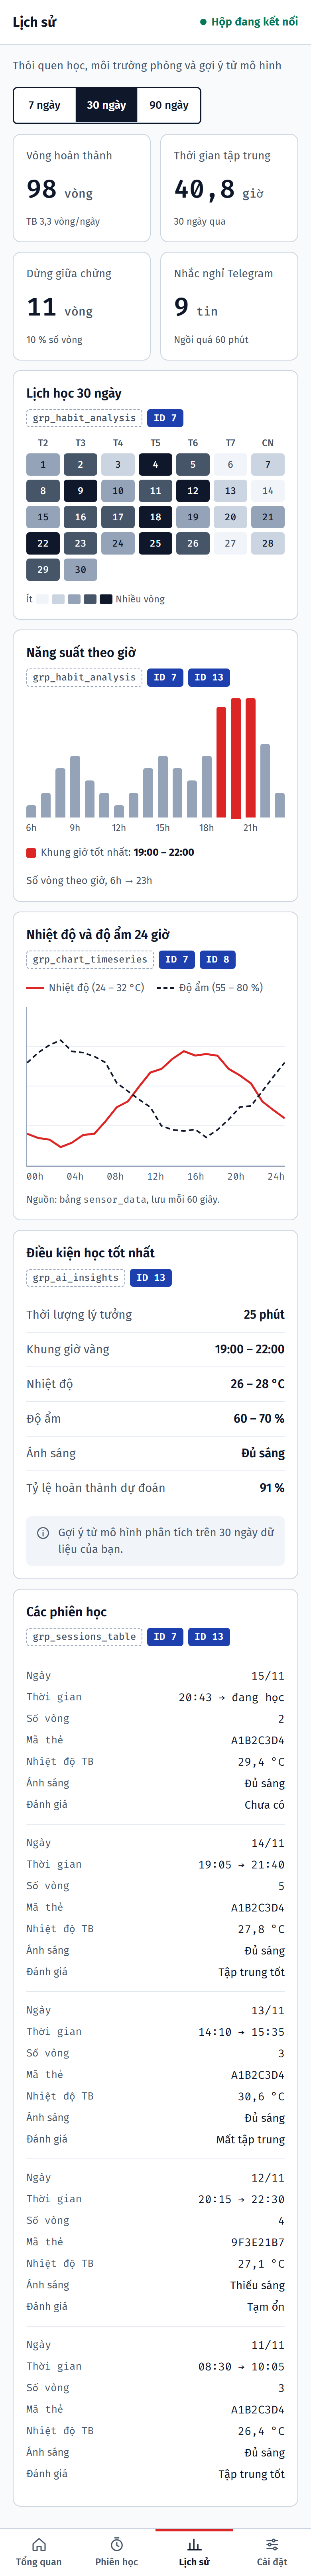 Lịch sử
Hộp đang kết nối
Thói quen học, môi trường phòng và gợi ý từ mô hình
7 ngày 30 ngày 90 ngày
Vòng hoàn thành
98 vòng
TB 3,3 vòng/ngày
Thời gian tập trung
40,8 giờ
30 ngày qua
Dừng giữa chừng
11 vòng
10 % số vòng
Nhắc nghỉ Telegram
9 tin
Ngồi quá 60 phút
Lịch học 30 ngày
grp_habit_analysis ID 7
T2 T3 T4 T5 T6 T7 CN
1 2 3 4 5 6 7
8 9 10 11 12 13 14
15 16 17 18 19 20 21
22 23 24 25 26 27 28
29 30
Ít Nhiều vòng
Năng suất theo giờ
grp_habit_analysis ID 7 ID 13
6h 9h 12h 15h 18h 21h
Khung giờ tốt nhất: 19:00 – 22:00
Số vòng theo giờ, 6h → 23h
Nhiệt độ và độ ẩm 24 giờ
grp_chart_timeseries ID 7 ID 8
Nhiệt độ (24 – 32 °C) Độ ẩm (55 – 80 %)
00h 04h 08h 12h 16h 20h 24h
Nguồn: bảng sensor_data, lưu mỗi 60 giây.
Điều kiện học tốt nhất
grp_ai_insights ID 13
Thời lượng lý tưởng 25 phút
Khung giờ vàng 19:00 – 22:00
Nhiệt độ 26 – 28 °C
Độ ẩm 60 – 70 %
Ánh sáng Đủ sáng
Tỷ lệ hoàn thành dự đoán 91 %
Gợi ý từ mô hình phân tích trên 30 ngày dữ
liệu của bạn.
Các phiên học
grp_sessions_table ID 7 ID 13
Ngày 15/11
Thời gian 20:43 → đang học
Số vòng 2
Mã thẻ A1B2C3D4
Nhiệt độ TB 29,4 °C
Ánh sáng Đủ sáng
Đánh giá Chưa có
Ngày 14/11
Thời gian 19:05 → 21:40
Số vòng 5
Mã thẻ A1B2C3D4
Nhiệt độ TB 27,8 °C
Ánh sáng Đủ sáng
Đánh giá Tập trung tốt
Ngày 13/11
Thời gian 14:10 → 15:35
Số vòng 3
Mã thẻ A1B2C3D4
Nhiệt độ TB 30,6 °C
Ánh sáng Đủ sáng
Đánh giá Mất tập trung
Ngày 12/11
Thời gian 20:15 → 22:30
Số vòng 4
Mã thẻ 9F3E21B7
Nhiệt độ TB 27,1 °C
Ánh sáng Thiếu sáng
Đánh giá Tạm ổn
Ngày 11/11
Thời gian 08:30 → 10:05
Số vòng 3
Mã thẻ A1B2C3D4
Nhiệt độ TB 26,4 °C
Ánh sáng Đủ sáng
Đánh giá Tập trung tốt
Tổng quan Phiên học Lịch sử Cài đặt